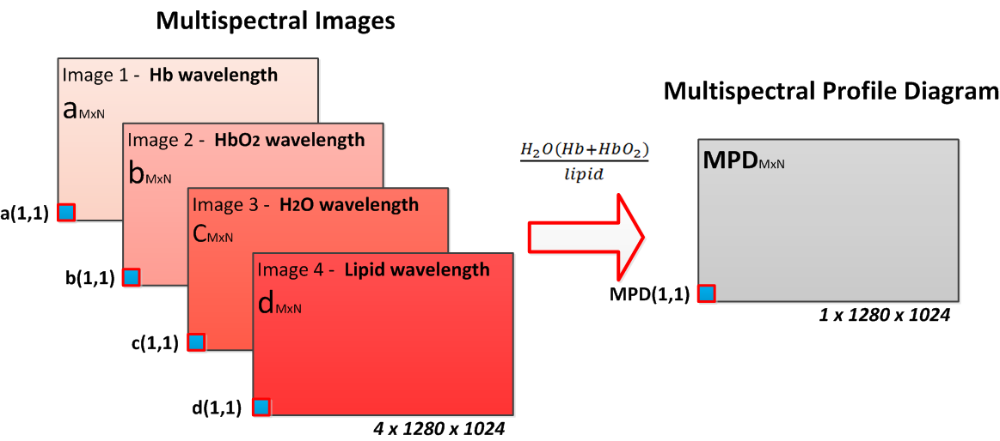 Multispectral Images
Image 1 - Hb wavelength
aMxN
a(1,1)
Image 2 - HbO2 wavelength
bMxN
b(1,1)
Image 3 - H2O wavelength
CMxN
c(1,1)
Image 4 - Lipid wavelength
dMxN
d(1,1)
4 x 1280 x 1024
H₂O(Hb+HbO₂)
lipid
Multispectral Profile Diagram
MPDMxN
MPD(1,1)
1 x 1280 x 1024